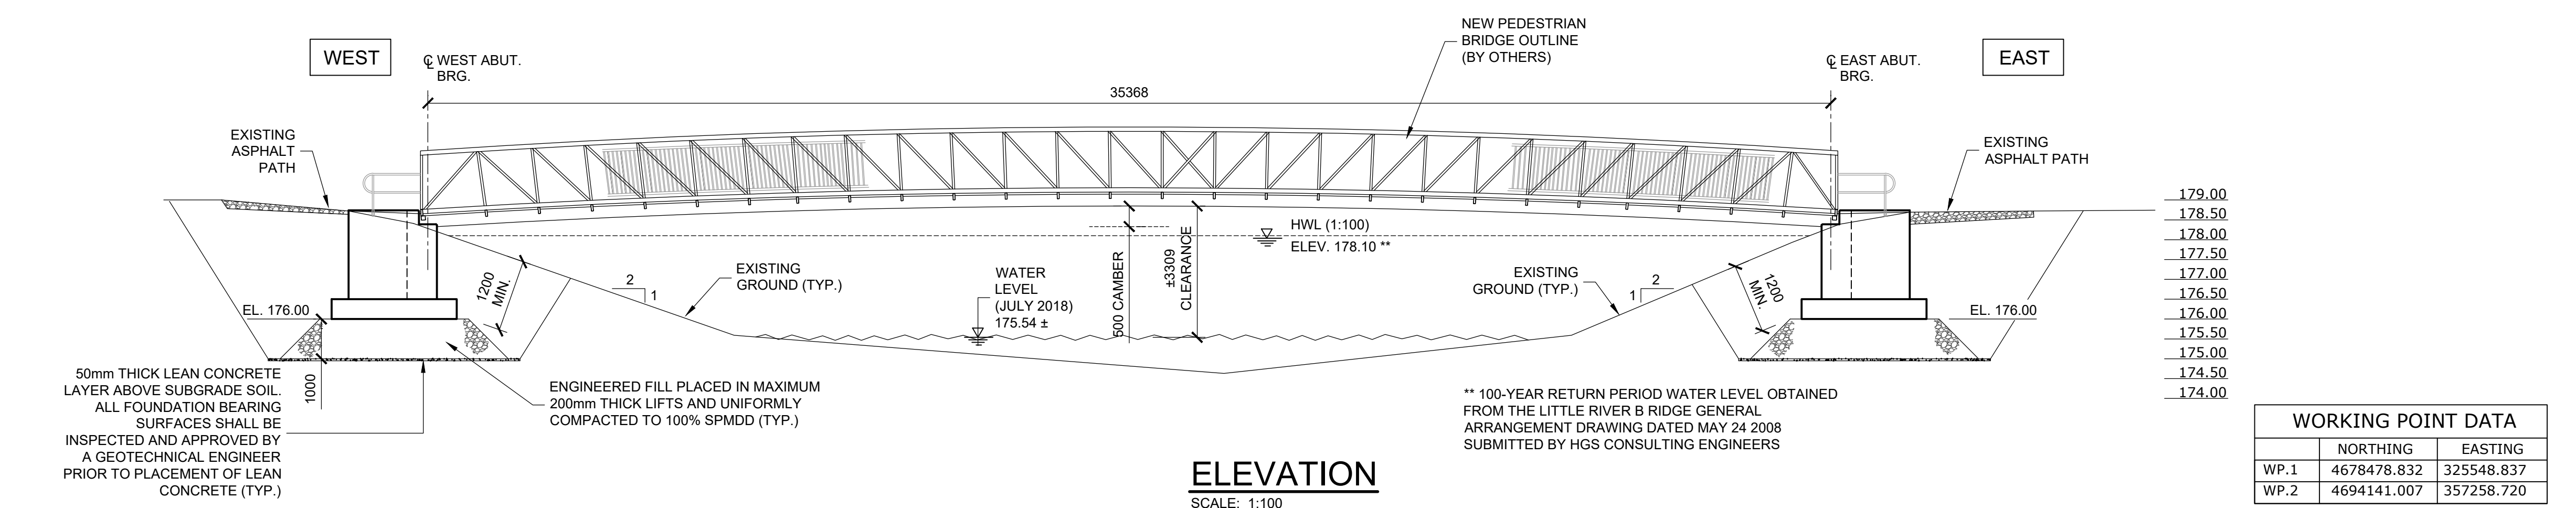 NEW PEDESTRIAN
BRIDGE OUTLINE
(BY OTHERS)
WEST
℄ WEST ABUT.
BRG.
℄ EAST ABUT.
BRG.
EAST
35368
EXISTING
ASPHALT
PATH
EXISTING
ASPHALT PATH
179.00
178.50
178.00
177.50
177.00
176.50
176.00
175.50
175.00
174.50
174.00
HWL (1:100)
ELEV. 178.10 **
500 CAMBER
±3309
CLEARANCE
1200
MIN.
2
1
EXISTING
GROUND (TYP.)
WATER
LEVEL
(JULY 2018)
175.54 ±
EXISTING
GROUND (TYP.)
2
1
1200
MIN.
EL. 176.00
EL. 176.00
1000
50mm THICK LEAN CONCRETE
LAYER ABOVE SUBGRADE SOIL.
ALL FOUNDATION BEARING
SURFACES SHALL BE
INSPECTED AND APPROVED BY
A GEOTECHNICAL ENGINEER
PRIOR TO PLACEMENT OF LEAN
CONCRETE (TYP.)
ENGINEERED FILL PLACED IN MAXIMUM
200mm THICK LIFTS AND UNIFORMLY
COMPACTED TO 100% SPMDD (TYP.)
** 100-YEAR RETURN PERIOD WATER LEVEL OBTAINED
FROM THE LITTLE RIVER B RIDGE GENERAL
ARRANGEMENT DRAWING DATED MAY 24 2008
SUBMITTED BY HGS CONSULTING ENGINEERS
ELEVATION
SCALE: 1:100
WORKING POINT DATA
NORTHING EASTING
WP.1 4678478.832 325548.837
WP.2 4694141.007 357258.720